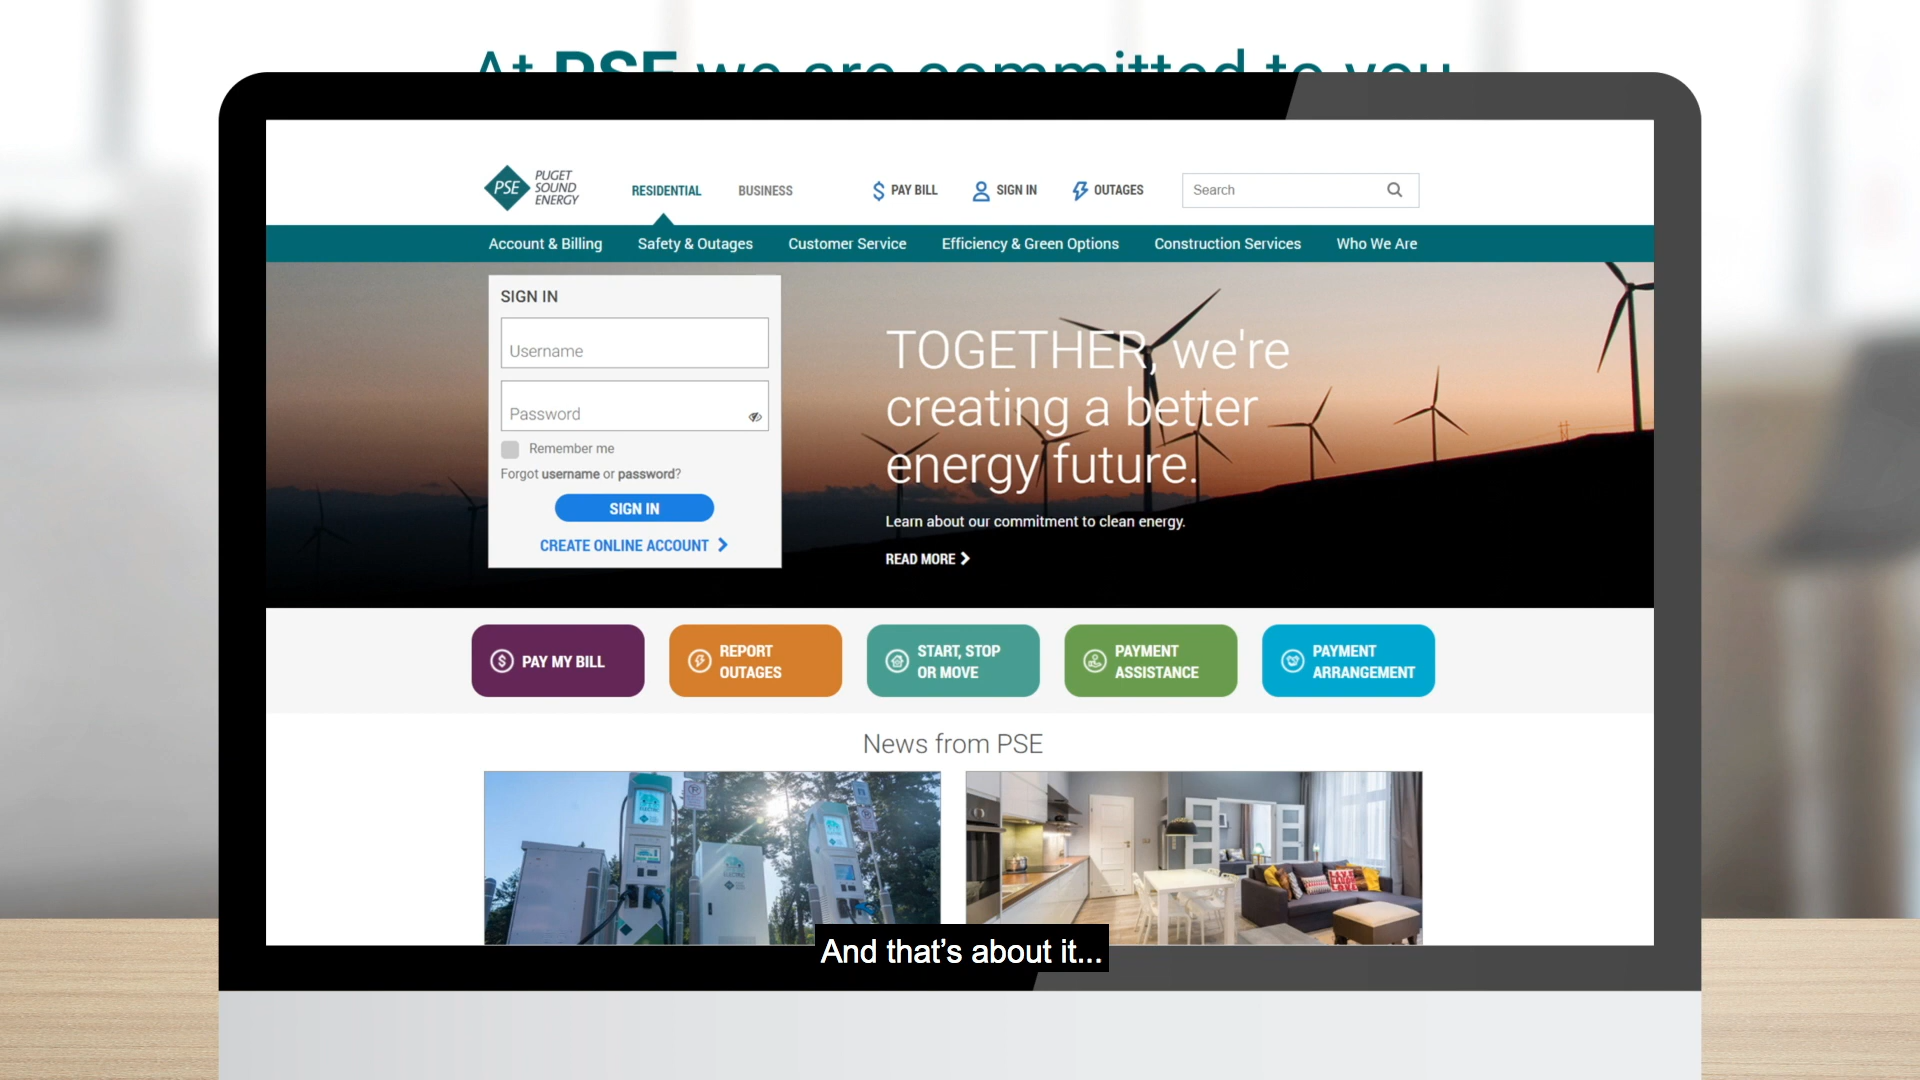 At PSE we are committed to you
PSE PUGET
SOUND
ENERGY
RESIDENTIAL
BUSINESS
PAY BILL
SIGN IN
OUTAGES
Search
Account & Billing
Safety & Outages
Customer Service
Efficiency & Green Options
Construction Services
Who We Are
SIGN IN
Username
Password
Remember me
Forgot username or password?
SIGN IN
CREATE ONLINE ACCOUNT
TOGETHER, we're
creating a better
energy future.
Learn about our commitment to clean energy.
READ MORE
PAY MY BILL
REPORT
OUTAGES
START, STOP
OR MOVE
PAYMENT
ASSISTANCE
PAYMENT
ARRANGEMENT
News from PSE
And that’s about it...